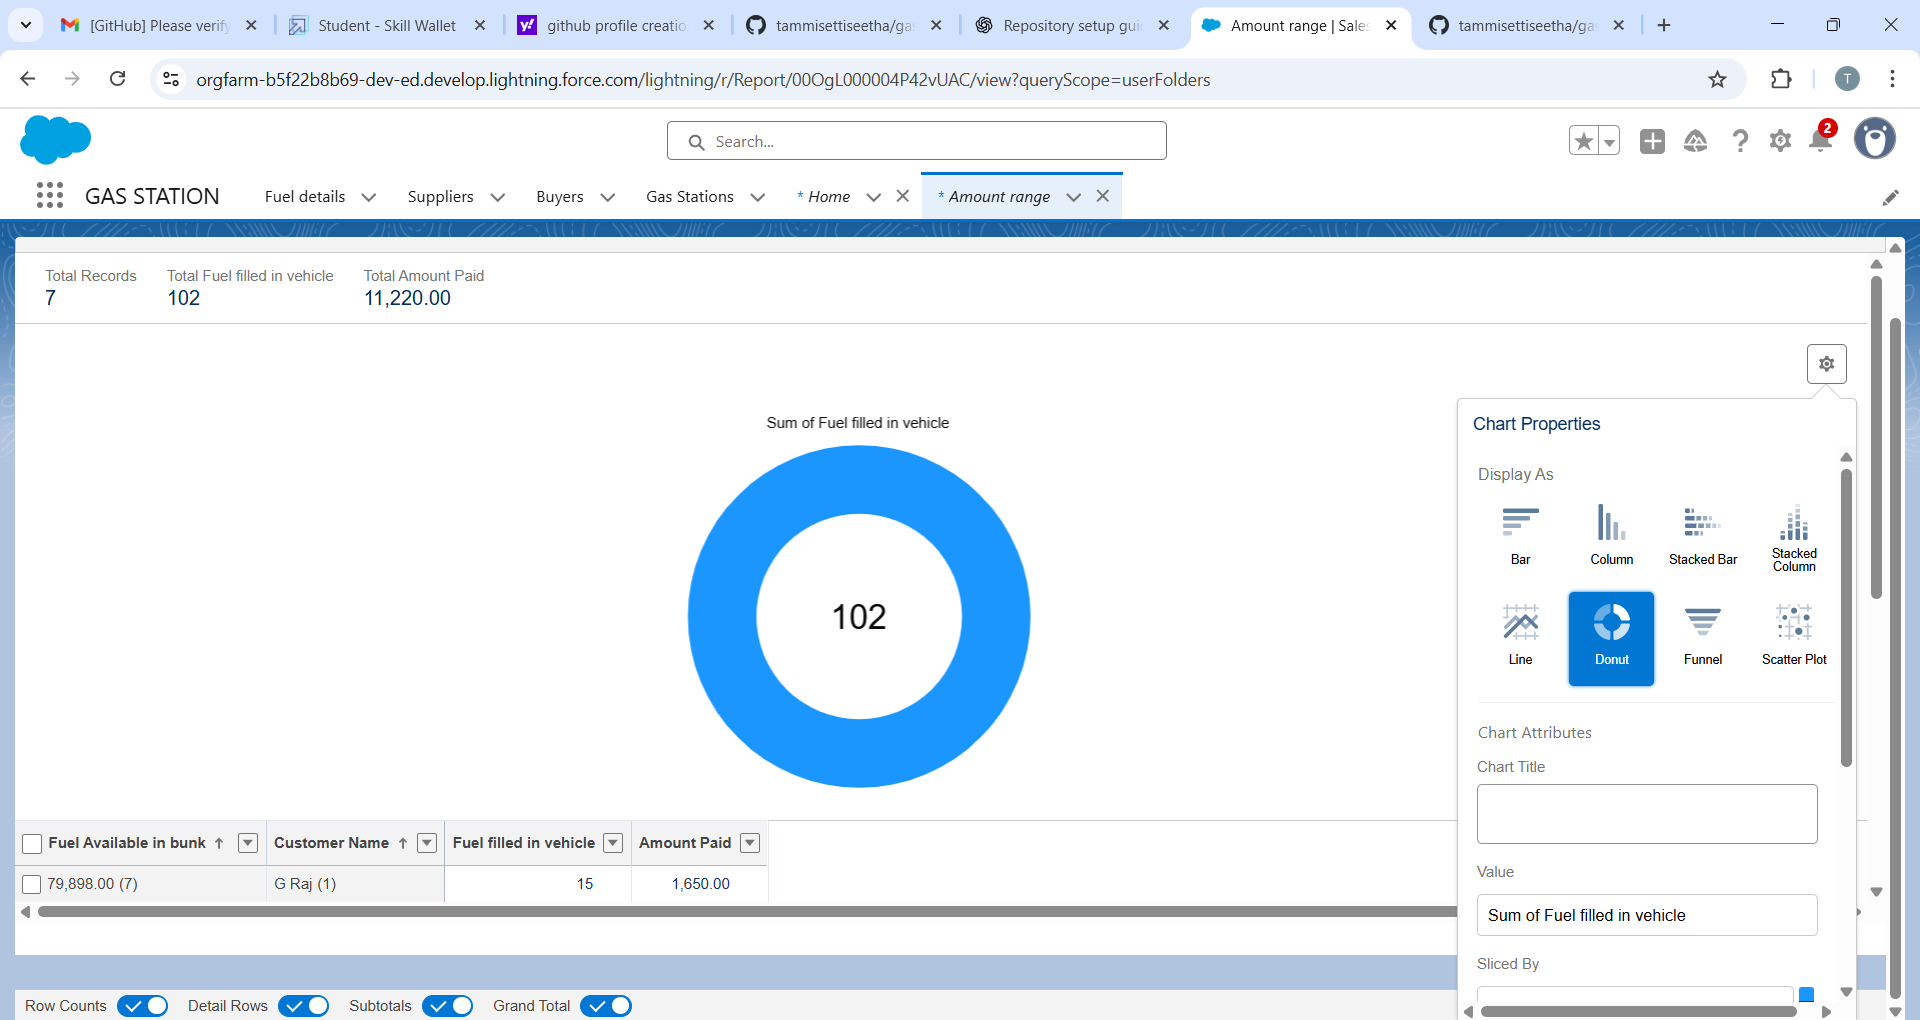 [GitHub] Please verify
Student - Skill Wallet
github profile creatio
tammisettiseetha/ga
Repository setup gui
Amount range | Sales
tammisettiseetha/ga
orgfarm-b5f22b8b69-dev-ed.develop.lightning.force.com/lightning/r/Report/00OgL000004P42vUAC/view?queryScope=userFolders
T
Search...
2
GAS STATION
Fuel details
Suppliers
Buyers
Gas Stations
* Home
* Amount range
Total Records
Total Fuel filled in vehicle
Total Amount Paid
7
102
11,220.00
Sum of Fuel filled in vehicle
102
Chart Properties
Display As
Bar
Column
Stacked Bar
Stacked
Column
Line
Donut
Funnel
Scatter Plot
Chart Attributes
Chart Title
Value
Sum of Fuel filled in vehicle
Sliced By
Fuel Available in bunk ↑
Customer Name ↑
Fuel filled in vehicle
Amount Paid
79,898.00 (7)
G Raj (1)
15
1,650.00
Row Counts
Detail Rows
Subtotals
Grand Total